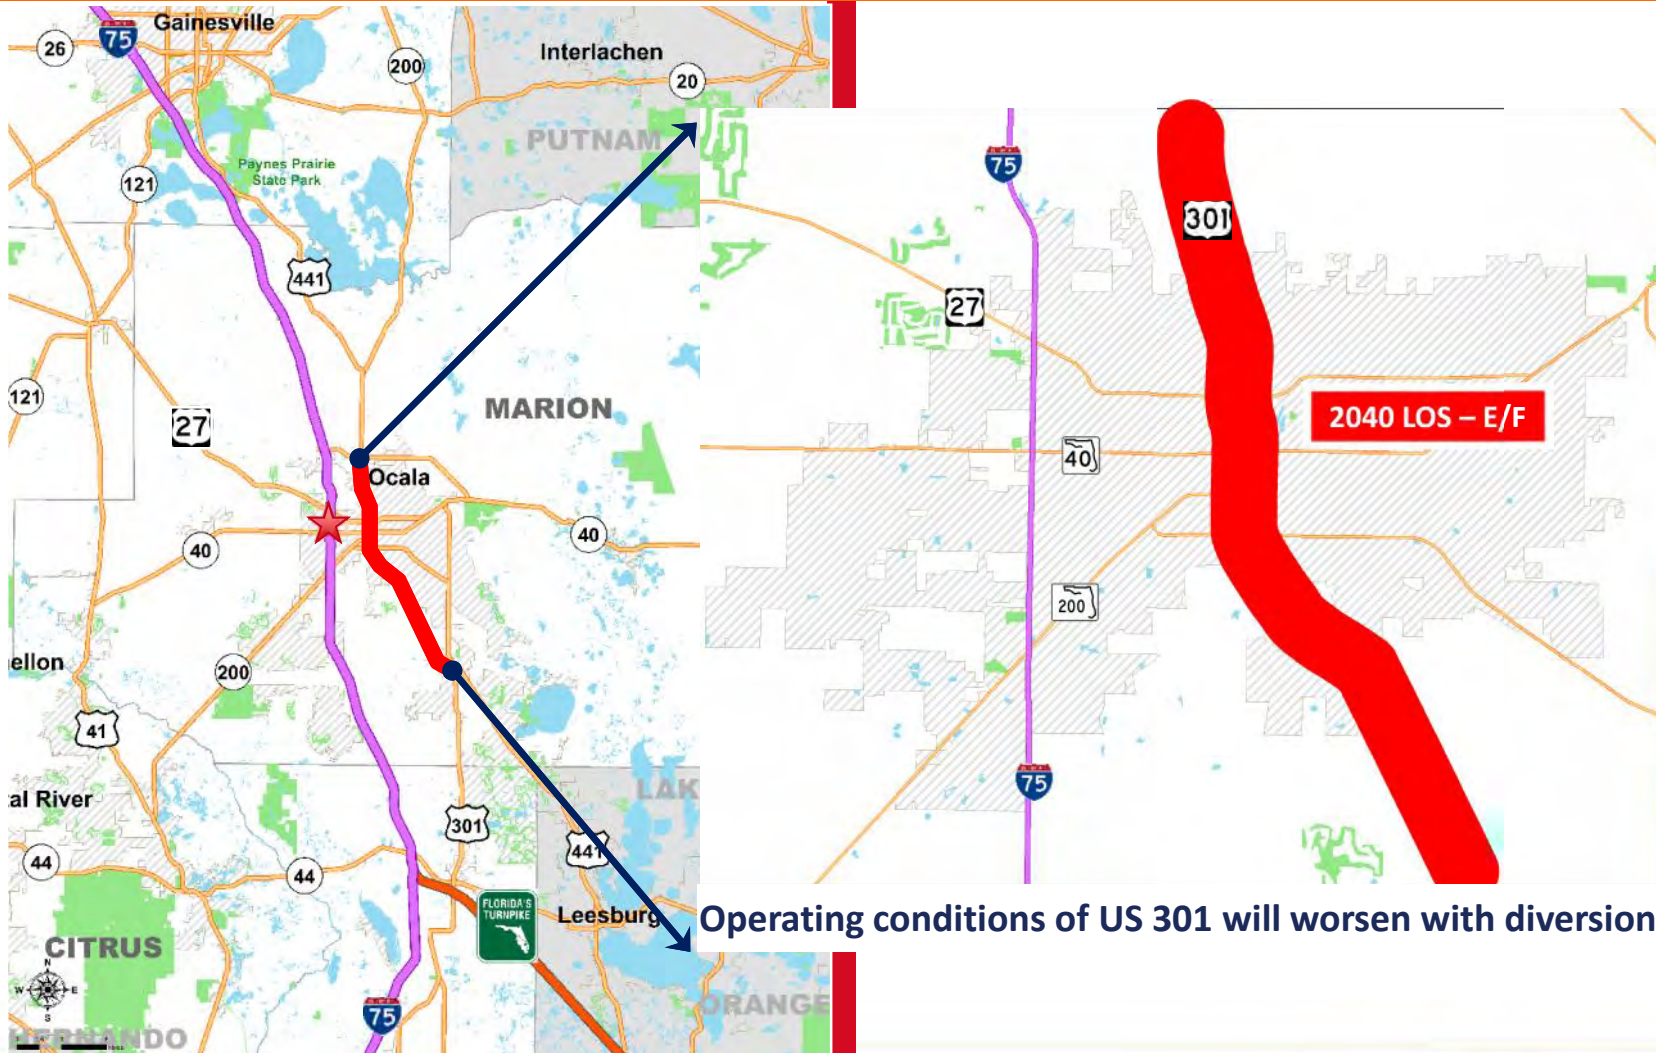 Gainesville
75
26
200
Interlachen
20
PUTNAM
Paynes Prairie
State Park
121
441
121
27
MARION
Ocala
40
40
ellon
200
41
al River
301
LAK
441
44
44
FLORIDA'S
TURNPIKE
Leesburg
CITRUS
N
W
E
S
ORANGE
75
HERNANDO
75
301
27
2040 LOS – E/F
40
200
75
Operating conditions of US 301 will worsen with diversion